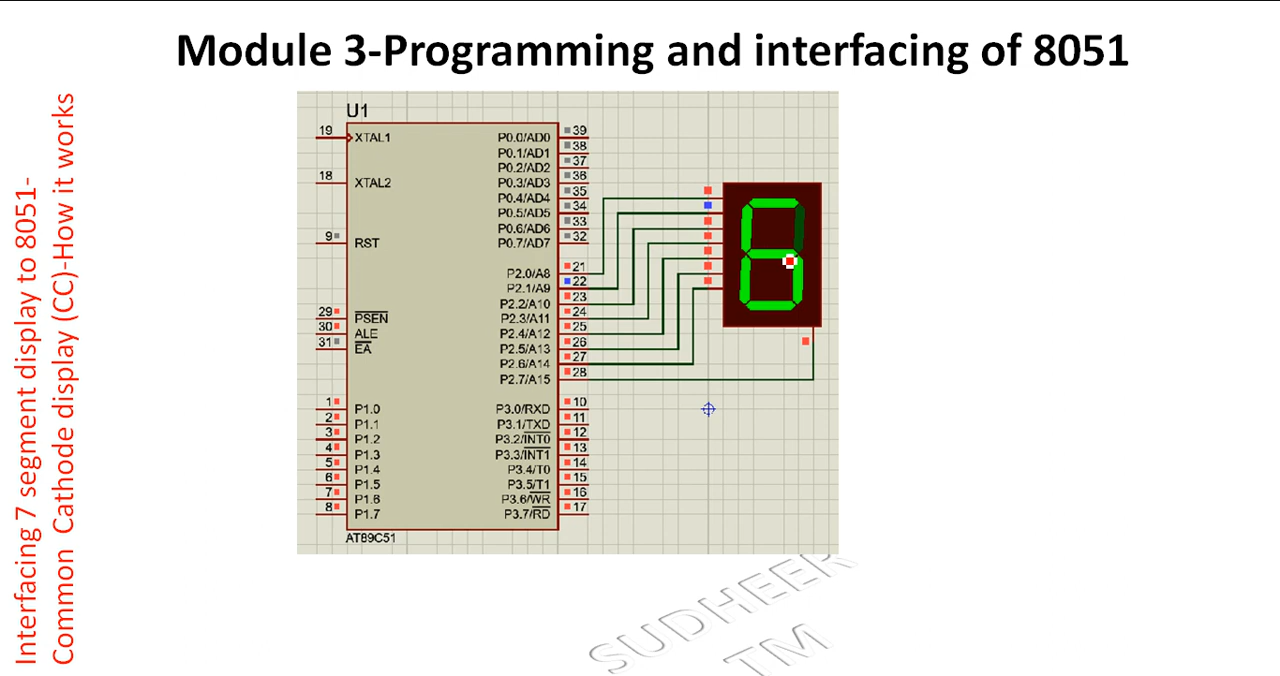 Module 3-Programming and interfacing of 8051
Interfacing 7 segment display to 8051-
Common Cathode display (CC)-How it works
U1
19 XTAL1
18 XTAL2
9 RST
29 PSEN
30 ALE
31 EA
1 P1.0
2 P1.1
3 P1.2
4 P1.3
5 P1.4
6 P1.5
7 P1.6
8 P1.7
P0.0/AD0 39
P0.1/AD1 38
P0.2/AD2 37
P0.3/AD3 36
P0.4/AD4 35
P0.5/AD5 34
P0.6/AD6 33
P0.7/AD7 32
P2.0/A8 21
P2.1/A9 22
P2.2/A10 23
P2.3/A11 24
P2.4/A12 25
P2.5/A13 26
P2.6/A14 27
P2.7/A15 28
P3.0/RXD 10
P3.1/TXD 11
P3.2/INT0 12
P3.3/INT1 13
P3.4/T0 14
P3.5/T1 15
P3.6/WR 16
P3.7/RD 17
AT89C51
6
SUDHEER
TM